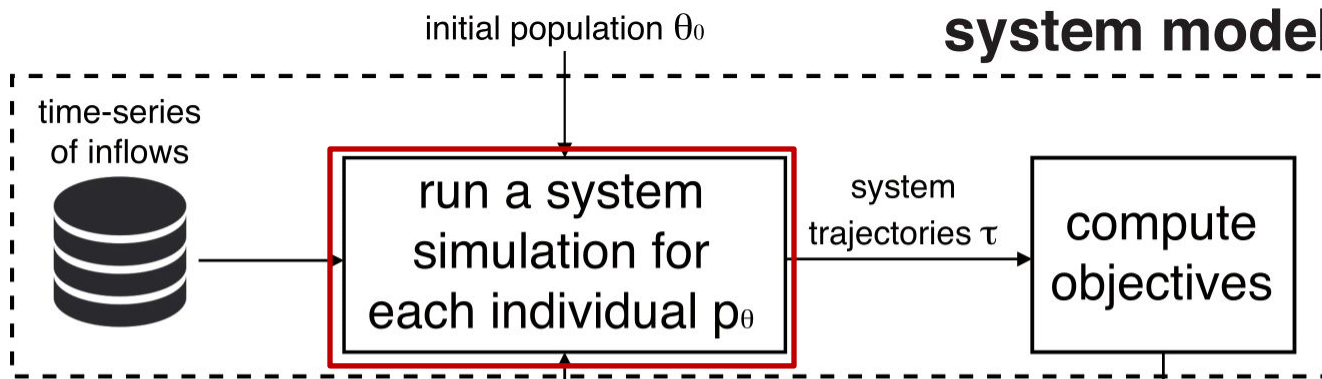 initial population θ₀
system model
time-series
of inflows
run a system
simulation for
each individual pθ
system
trajectories τ
compute
objectives